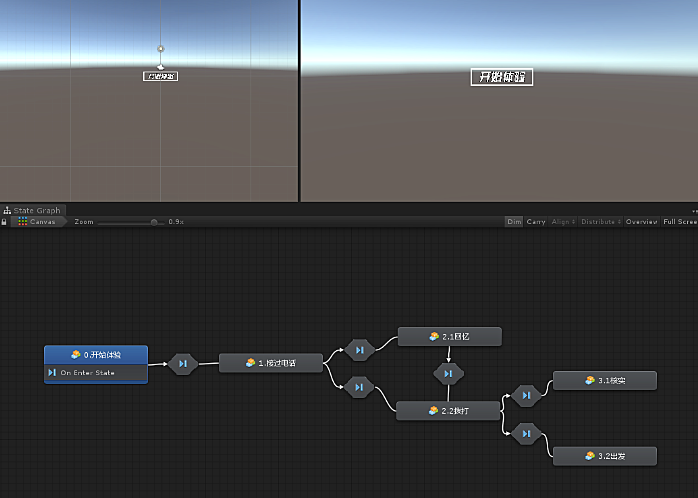 开始体验
开始体验
State Graph
Canvas Zoom 0.9x Dim Carry Align Distribute Overview Full Scree
0.开始体验
On Enter State
1.接过电话
2.1回忆
2.2拨打
3.1核实
3.2出发